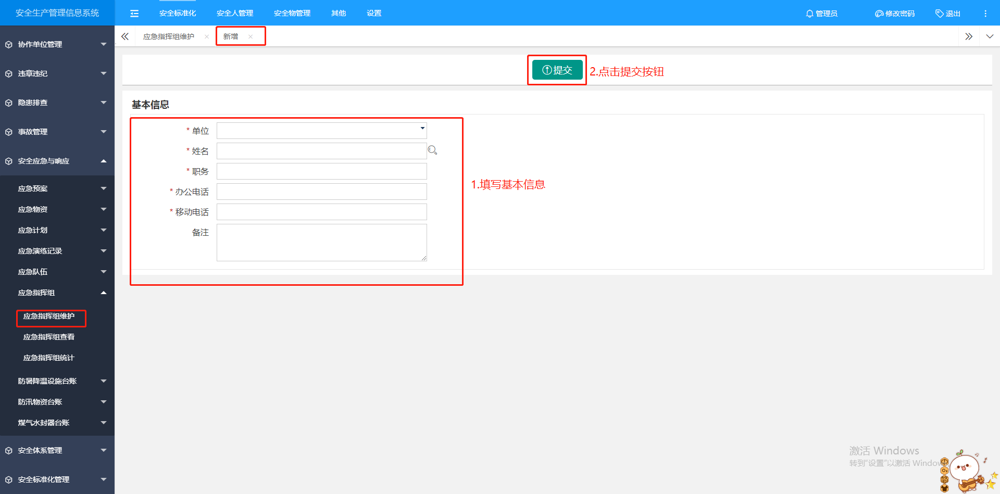 安全生产管理信息系统
安全标准化
安全人管理
安全物管理
其他
设置
管理员
修改密码
退出
应急指挥组维护
新增
协作单位管理
违章违纪
隐患排查
事故管理
安全应急与响应
应急预案
应急物资
应急计划
应急演练记录
应急队伍
应急指挥组
应急指挥组维护
应急指挥组查看
应急指挥组统计
防暑降温设施台账
防汛物资台账
煤气水封器台账
安全体系管理
安全标准化管理
提交
2.点击提交按钮
基本信息
* 单位
* 姓名
* 职务
* 办公电话
* 移动电话
备注
1.填写基本信息
激活 Windows
转到“设置”以激活 Window
中
简